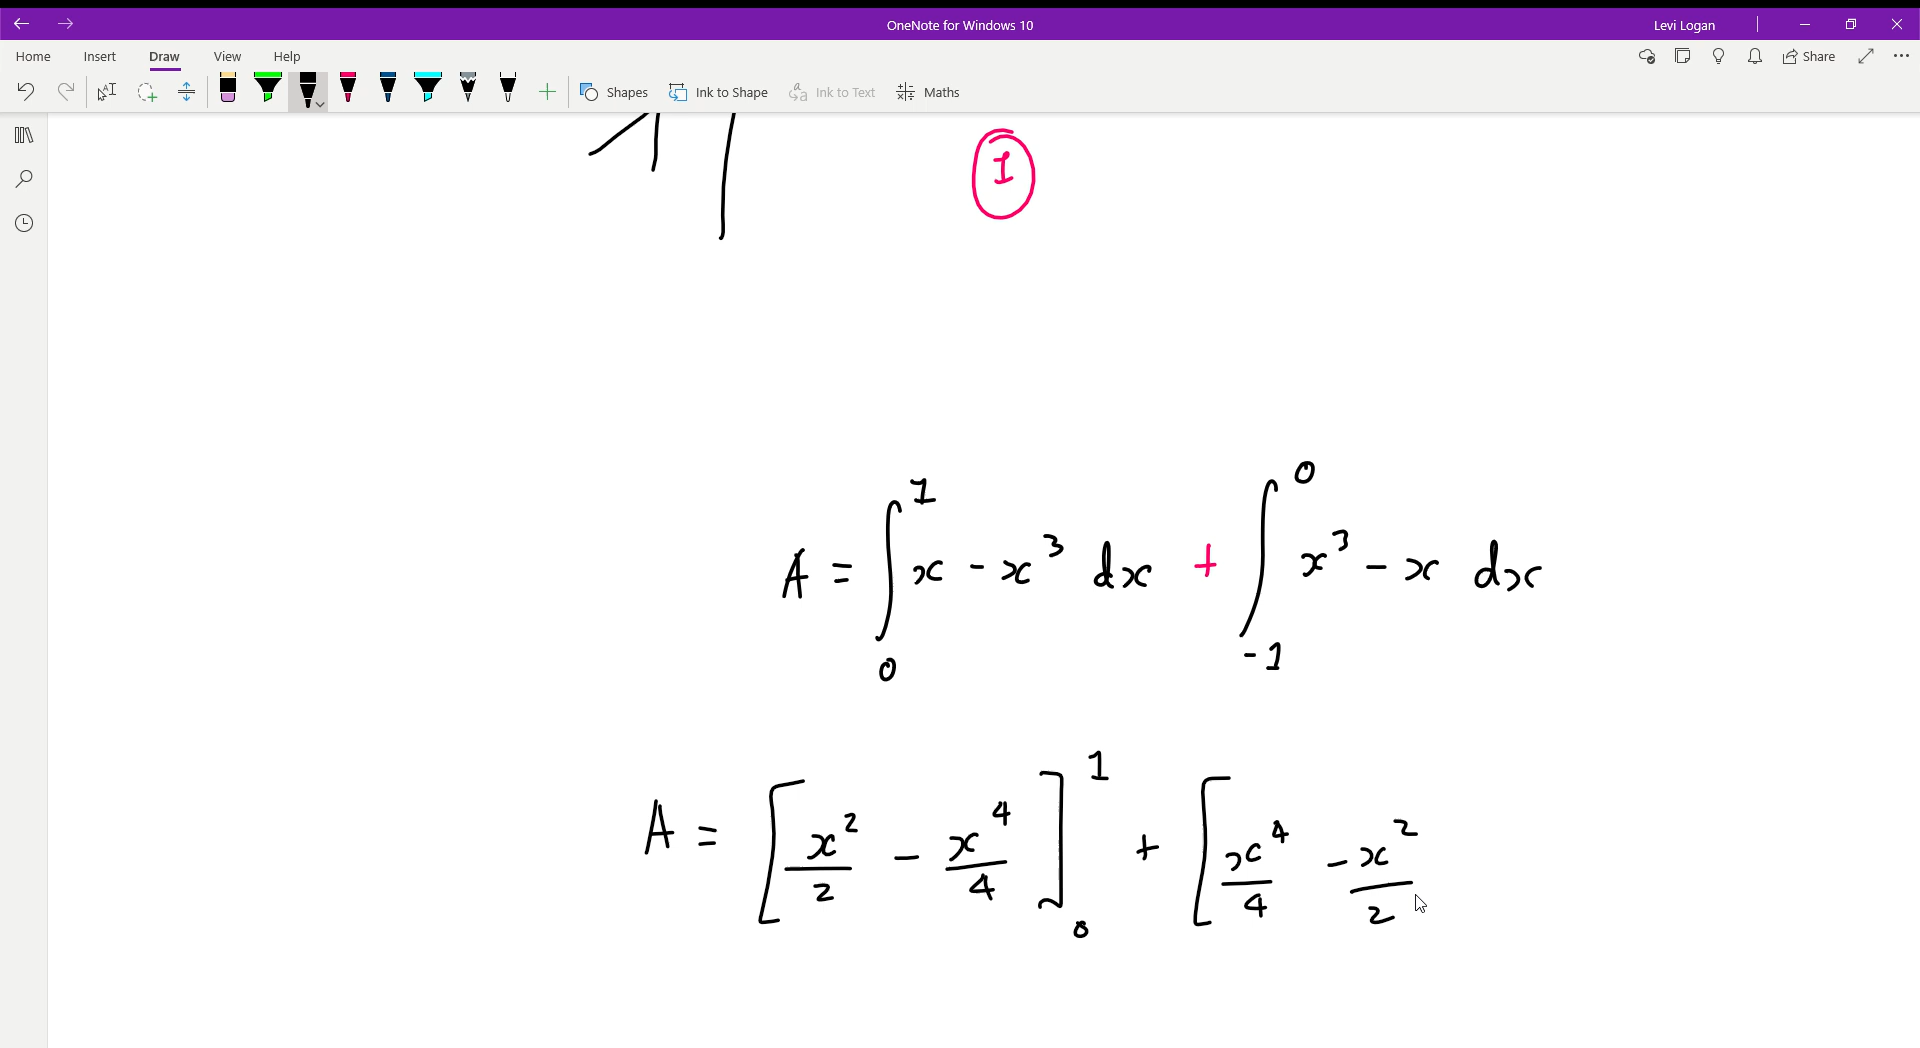 OneNote for Windows 10 Levi Logan
Home Insert Draw View Help Share
Shapes Ink to Shape Ink to Text Maths
I
A = ∫₀¹ x - x³ dx + ∫₋₁⁰ x³ - x dx
A = [x²/2 - x⁴/4]₀¹ + [x⁴/4 - x²/2